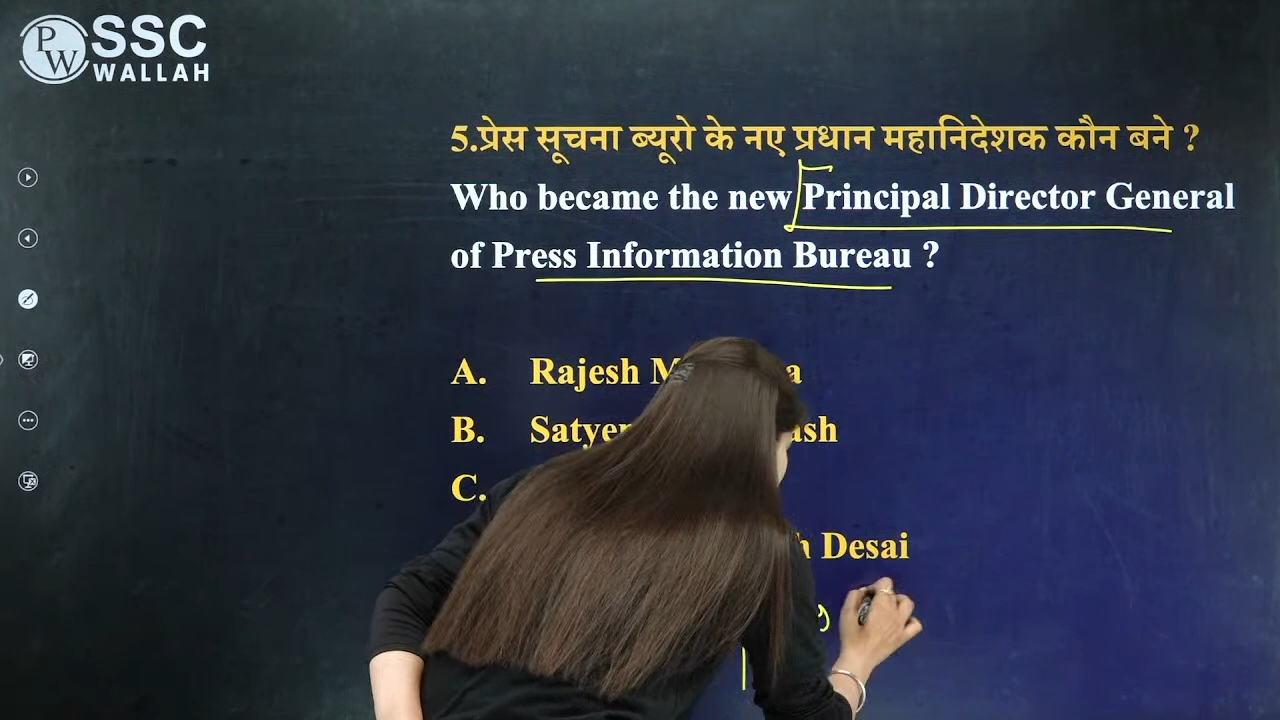 PW
SSC
WALLAH
5.प्रेस सूचना ब्यूरो के नए प्रधान महानिदेशक कौन बने ?
Who became the new Principal Director General
of Press Information Bureau ?
A. Rajesh
B.
C.
Desai